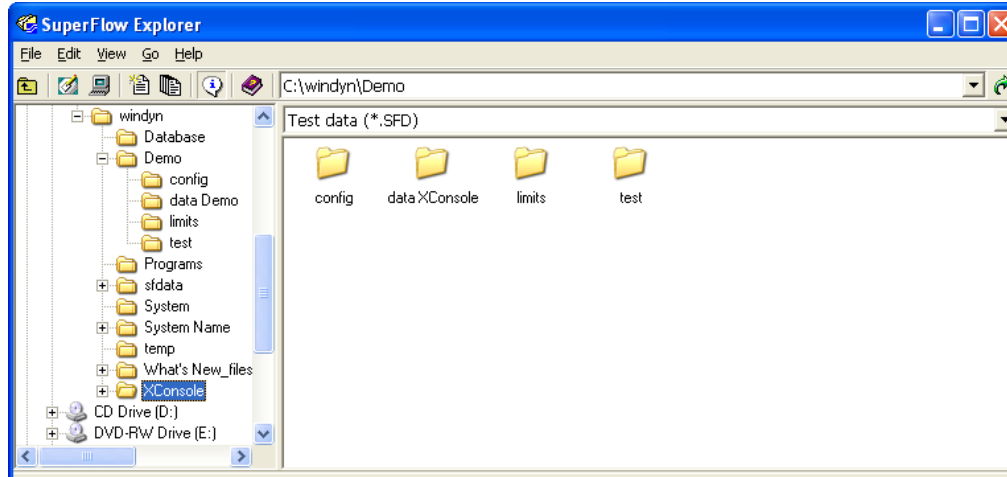 SuperFlow Explorer
File Edit View Go Help
C:\windyn\Demo
windyn
Database
Demo
config
data Demo
limits
test
Programs
sfdata
System
System Name
temp
What's New_files
XConsole
CD Drive (D:)
DVD-RW Drive (E:)
Test data (*.SFD)
config data XConsole limits test